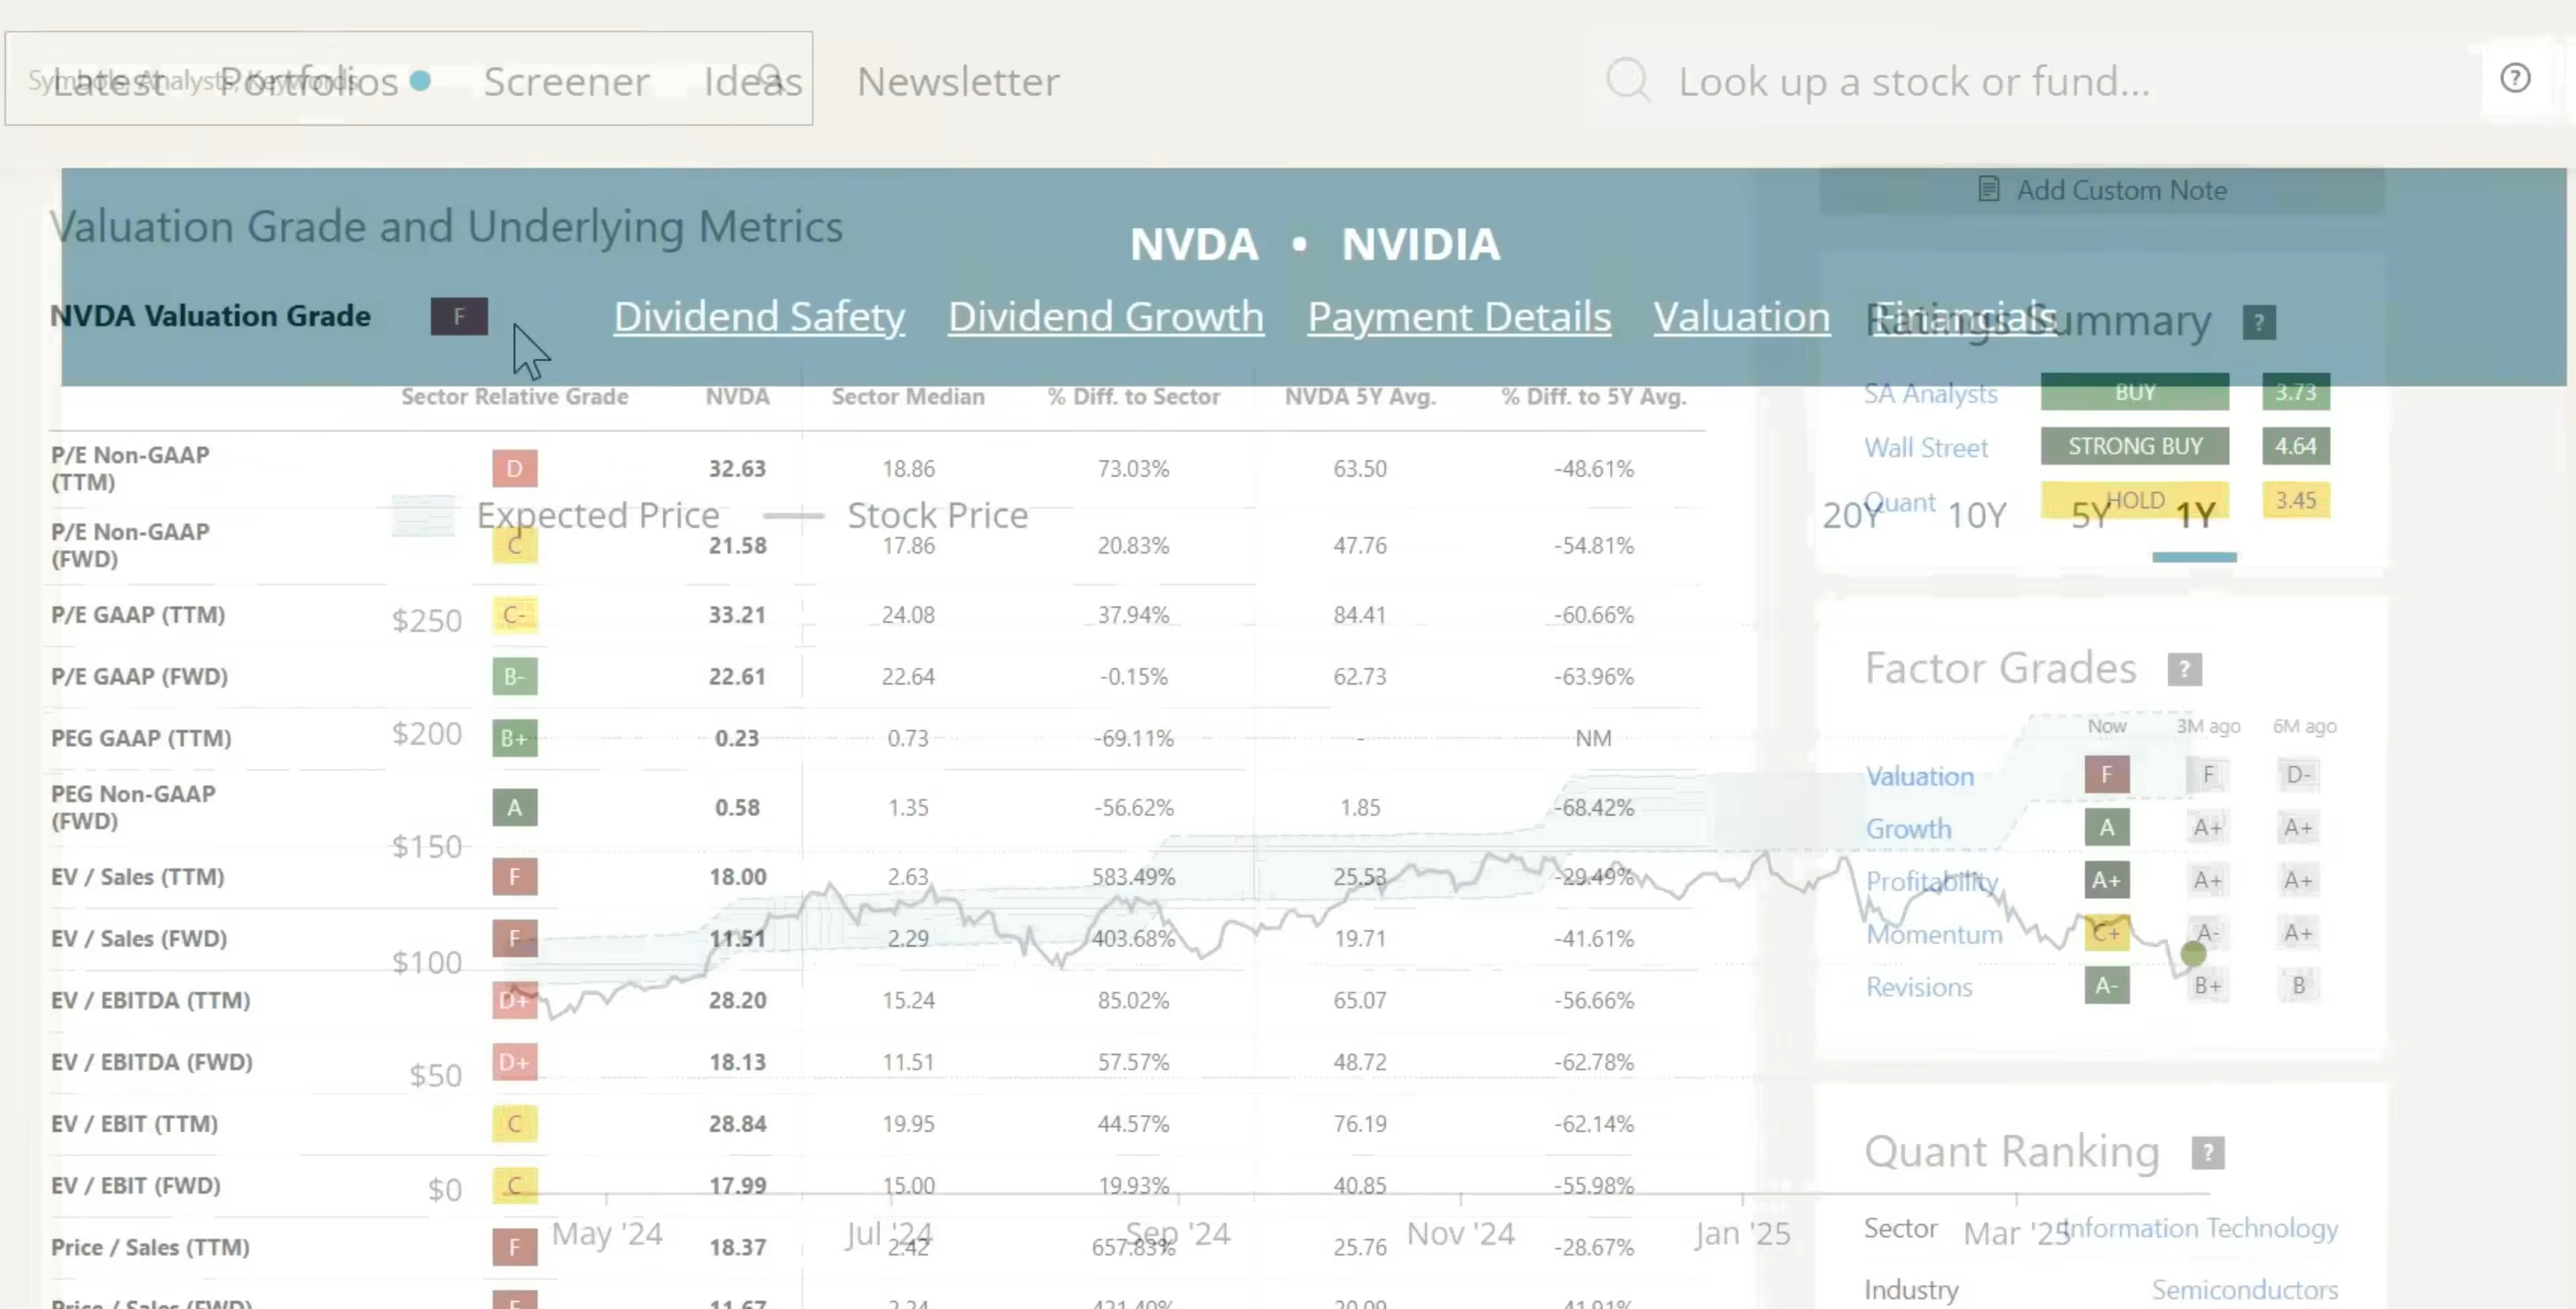 Symbols, Analysts, Keywords
Latest Portfolios Screener Ideas Newsletter Look up a stock or fund...
Add Custom Note
Valuation Grade and Underlying Metrics
NVDA • NVIDIA
NVDA Valuation Grade F
Dividend Safety Dividend Growth Payment Details Valuation Financials
Ratings Summary ?
SA Analysts BUY 3.73
Wall Street STRONG BUY 4.64
Quant HOLD 3.45
Sector Relative Grade NVDA Sector Median % Diff. to Sector NVDA 5Y Avg. % Diff. to 5Y Avg.
P/E Non-GAAP (TTM) D 32.63 18.86 73.03% 63.50 -48.61%
Expected Price Stock Price 20Y 10Y 5Y 1Y
P/E Non-GAAP (FWD) C 21.58 17.86 20.83% 47.76 -54.81%
P/E GAAP (TTM) C- 33.21 24.08 37.94% 84.41 -60.66%
P/E GAAP (FWD) B- 22.61 22.64 -0.15% 62.73 -63.96%
PEG GAAP (TTM) B+ 0.23 0.73 -69.11% - NM
PEG Non-GAAP (FWD) A 0.58 1.35 -56.62% 1.85 -68.42%
EV / Sales (TTM) F 18.00 2.63 583.49% 25.53 -29.49%
EV / Sales (FWD) F 11.51 2.29 403.68% 19.71 -41.61%
EV / EBITDA (TTM) D+ 28.20 15.24 85.02% 65.07 -56.66%
EV / EBITDA (FWD) D+ 18.13 11.51 57.57% 48.72 -62.78%
EV / EBIT (TTM) C 28.84 19.95 44.57% 76.19 -62.14%
EV / EBIT (FWD) C 17.99 15.00 19.93% 40.85 -55.98%
Price / Sales (TTM) F 18.37 2.42 657.83% 25.76 -28.67%
$250
$200
$150
$100
$50
$0
May '24 Jul '24 Sep '24 Nov '24 Jan '25 Mar '25
Factor Grades ?
Now 3M ago 6M ago
Valuation F F D-
Growth A A+ A+
Profitability A+ A+ A+
Momentum C+ A- A+
Revisions A- B+ B
Quant Ranking ?
Sector Information Technology
Industry Semiconductors